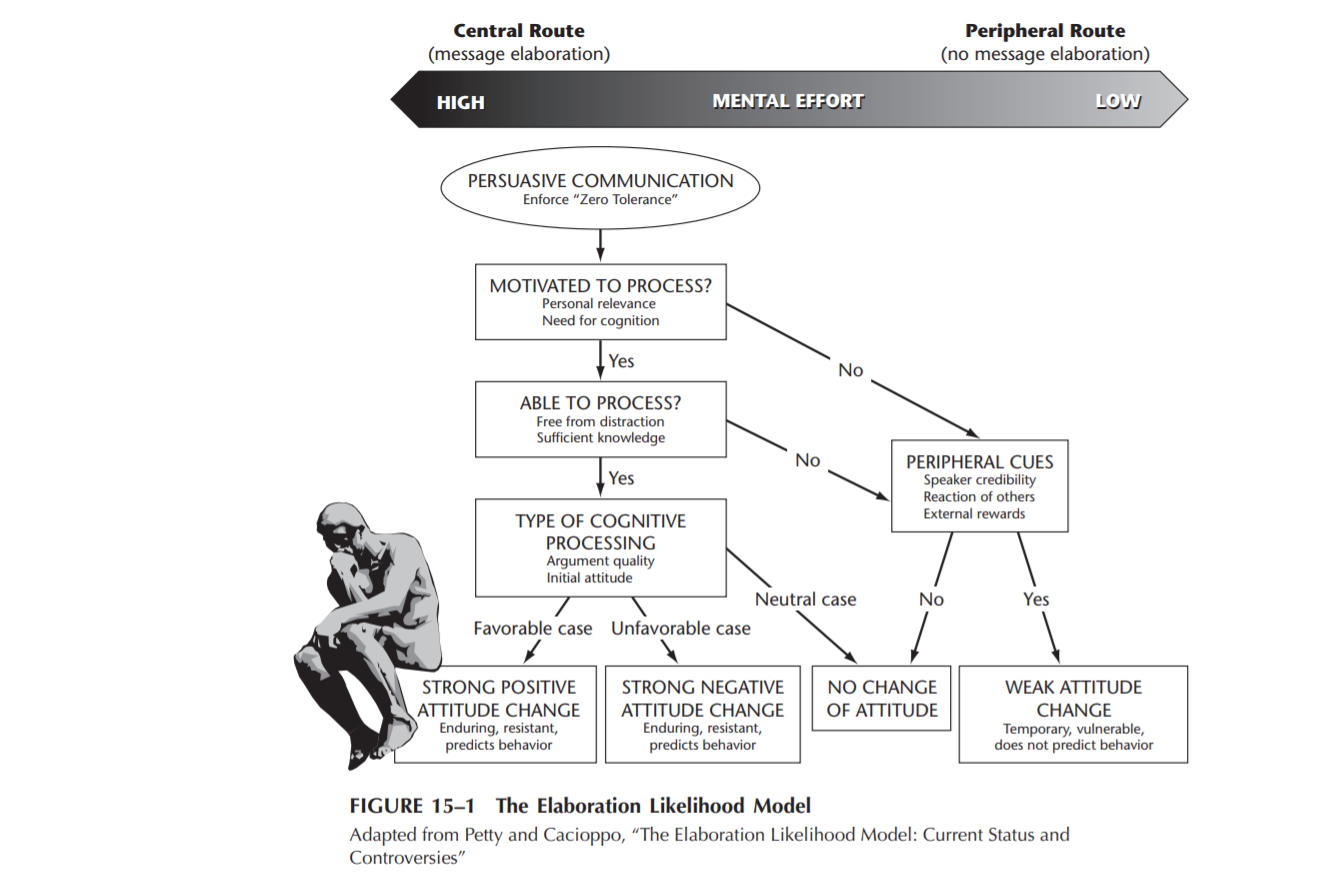 Central Route
(message elaboration)
Peripheral Route
(no message elaboration)
HIGH
MENTAL EFFORT
LOW
PERSUASIVE COMMUNICATION
Enforce “Zero Tolerance”
MOTIVATED TO PROCESS?
Personal relevance
Need for cognition
Yes
No
ABLE TO PROCESS?
Free from distraction
Sufficient knowledge
No
Yes
PERIPHERAL CUES
Speaker credibility
Reaction of others
External rewards
TYPE OF COGNITIVE
PROCESSING
Argument quality
Initial attitude
Neutral case
No
Yes
Favorable case
Unfavorable case
STRONG POSITIVE
ATTITUDE CHANGE
Enduring, resistant,
predicts behavior
STRONG NEGATIVE
ATTITUDE CHANGE
Enduring, resistant,
predicts behavior
NO CHANGE
OF ATTITUDE
WEAK ATTITUDE
CHANGE
Temporary, vulnerable,
does not predict behavior
FIGURE 15–1 The Elaboration Likelihood Model
Adapted from Petty and Cacioppo, “The Elaboration Likelihood Model: Current Status and
Controversies”